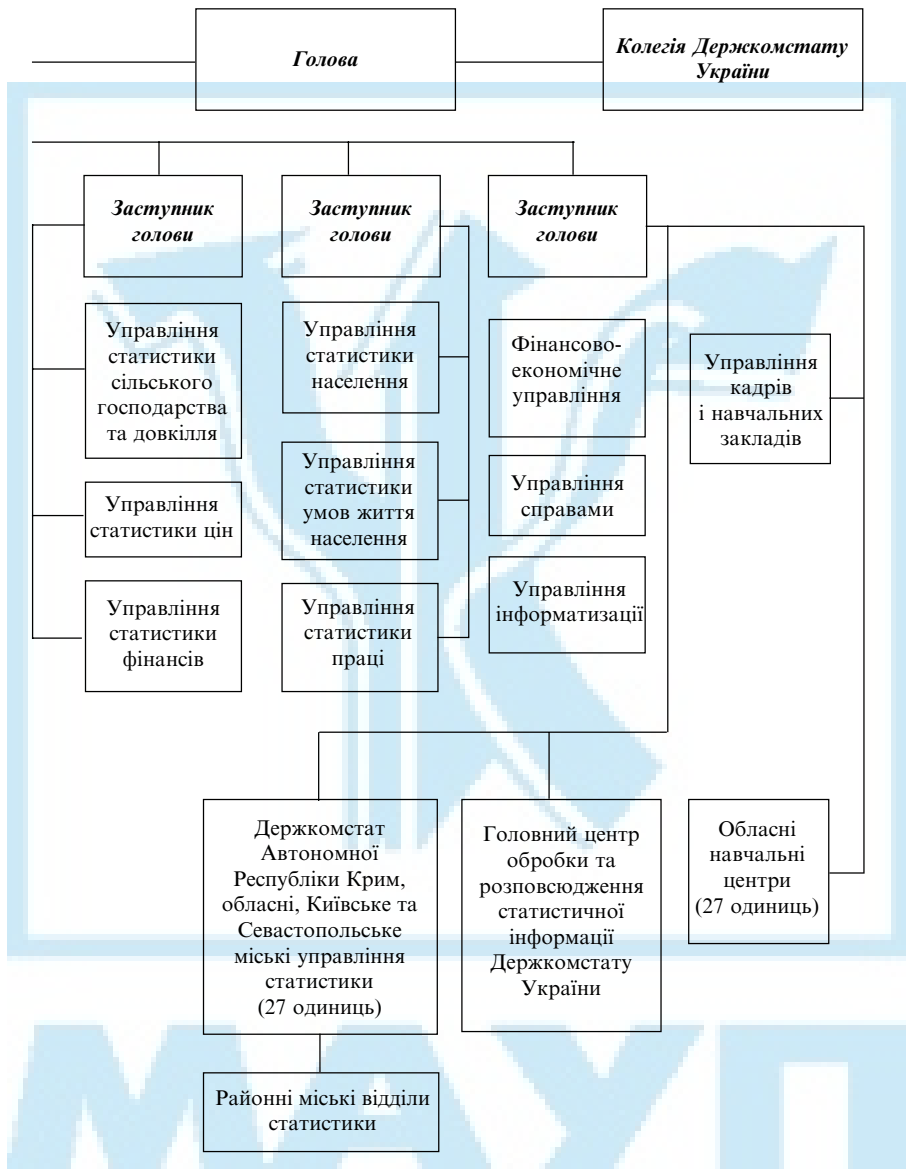 Голова
Колегія Держкомстату
України
Заступник
голови
Заступник
голови
Заступник
голови
Управління
статистики
сільського
господарства
та довкілля
Управління
статистики
населення
Фінансово-
економічне
управління
Управління
кадрів
і навчальних
закладів
Управління
статистики цін
Управління
статистики
умов життя
населення
Управління
справами
Управління
статистики
фінансів
Управління
статистики
праці
Управління
інформатизації
Держкомстат
Автономної
Республіки Крим,
обласні, Київське та
Севастопольське
міські управління
статистики
(27 одиниць)
Головний центр
обробки та
розповсюдження
статистичної
інформації
Держкомстату
України
Обласні
навчальні
центри
(27 одиниць)
Районні міські відділи
статистики
МАУП